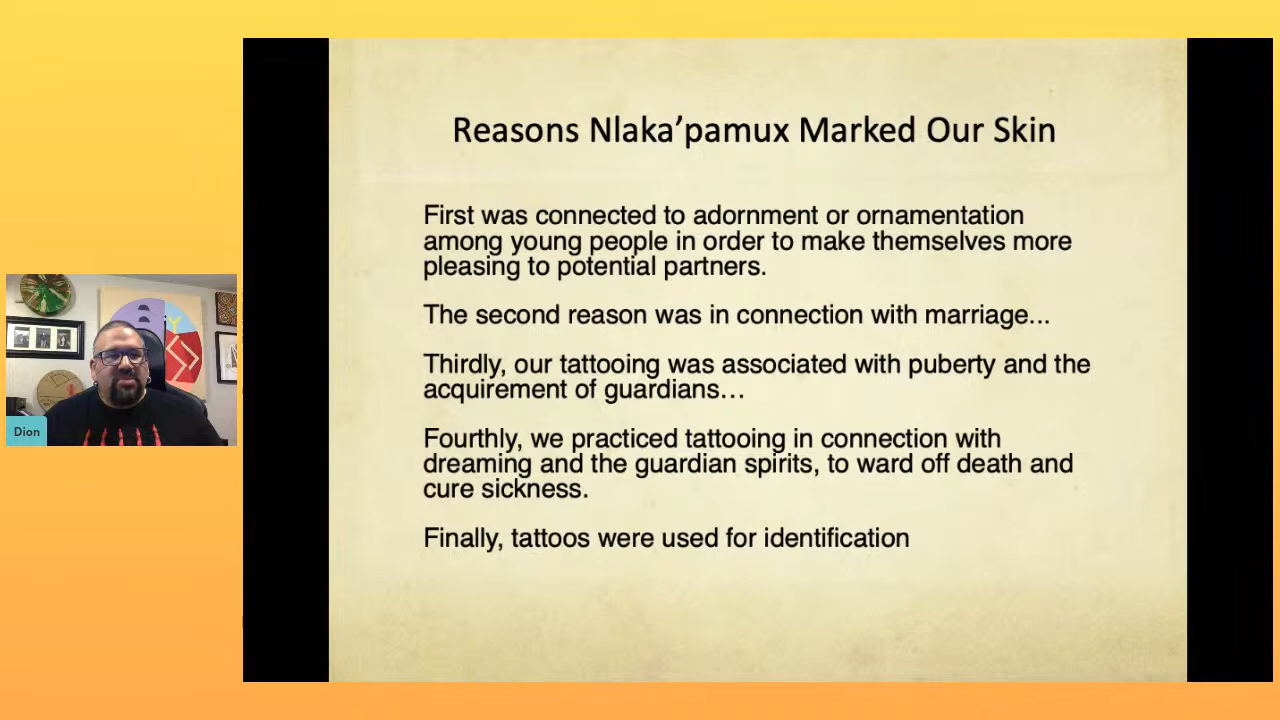 Reasons Nlaka’pamux Marked Our Skin
First was connected to adornment or ornamentation
among young people in order to make themselves more
pleasing to potential partners.
The second reason was in connection with marriage...
Thirdly, our tattooing was associated with puberty and the
acquirement of guardians…
Fourthly, we practiced tattooing in connection with
dreaming and the guardian spirits, to ward off death and
cure sickness.
Finally, tattoos were used for identification
Dion